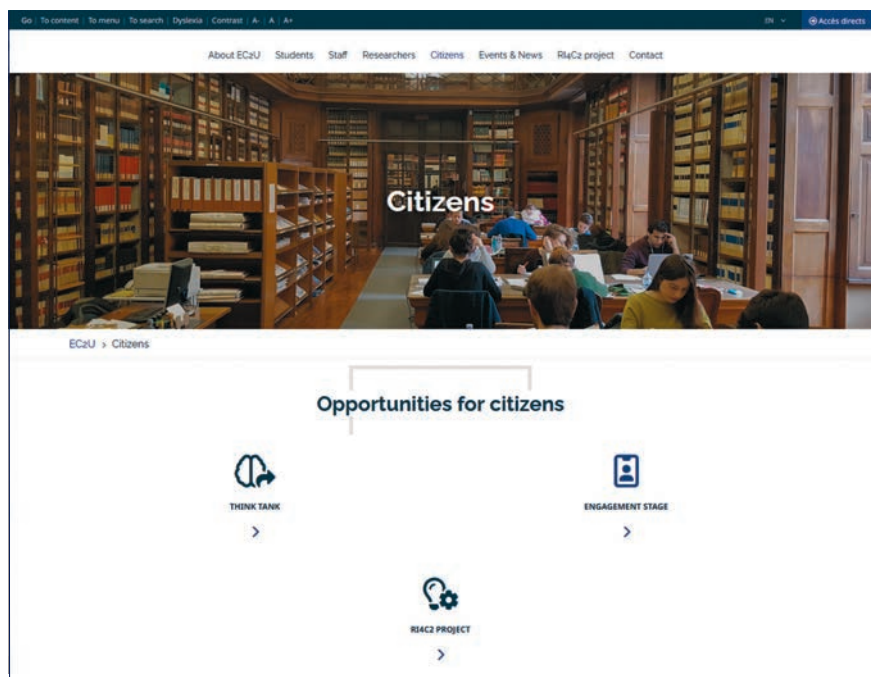 Go | To content | To menu | To search | Dyslexia | Contrast | A- | A | A+ EN Accès directs
About EC2U Students Staff Researchers Citizens Events & News RI4C2 project Contact
Citizens
EC2U > Citizens
Opportunities for citizens
THINK TANK ENGAGEMENT STAGE
RI4C2 PROJECT